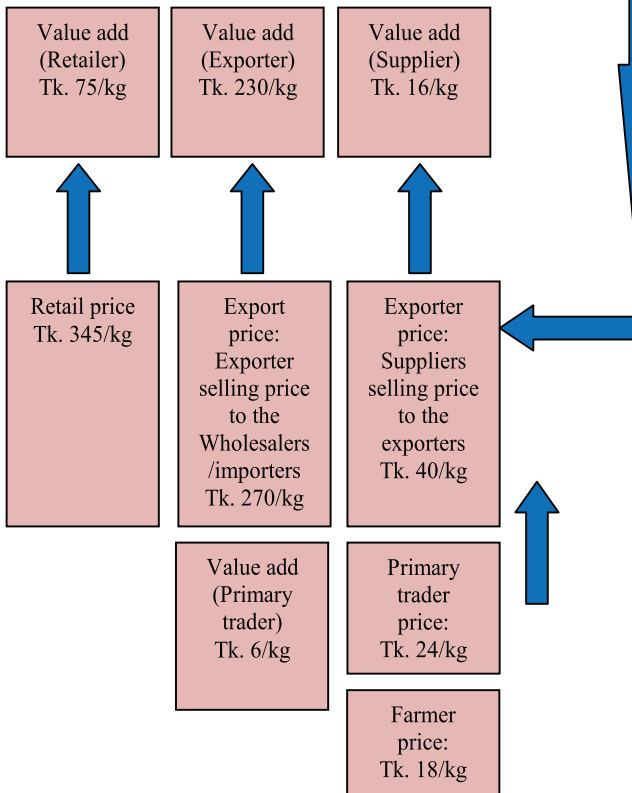 Value add
(Retailer)
Tk. 75/kg
Value add
(Exporter)
Tk. 230/kg
Value add
(Supplier)
Tk. 16/kg
Retail price
Tk. 345/kg
Export
price:
Exporter
selling price
to the
Wholesalers
/importers
Tk. 270/kg
Exporter
price:
Suppliers
selling price
to the
exporters
Tk. 40/kg
Value add
(Primary
trader)
Tk. 6/kg
Primary
trader
price:
Tk. 24/kg
Farmer
price:
Tk. 18/kg